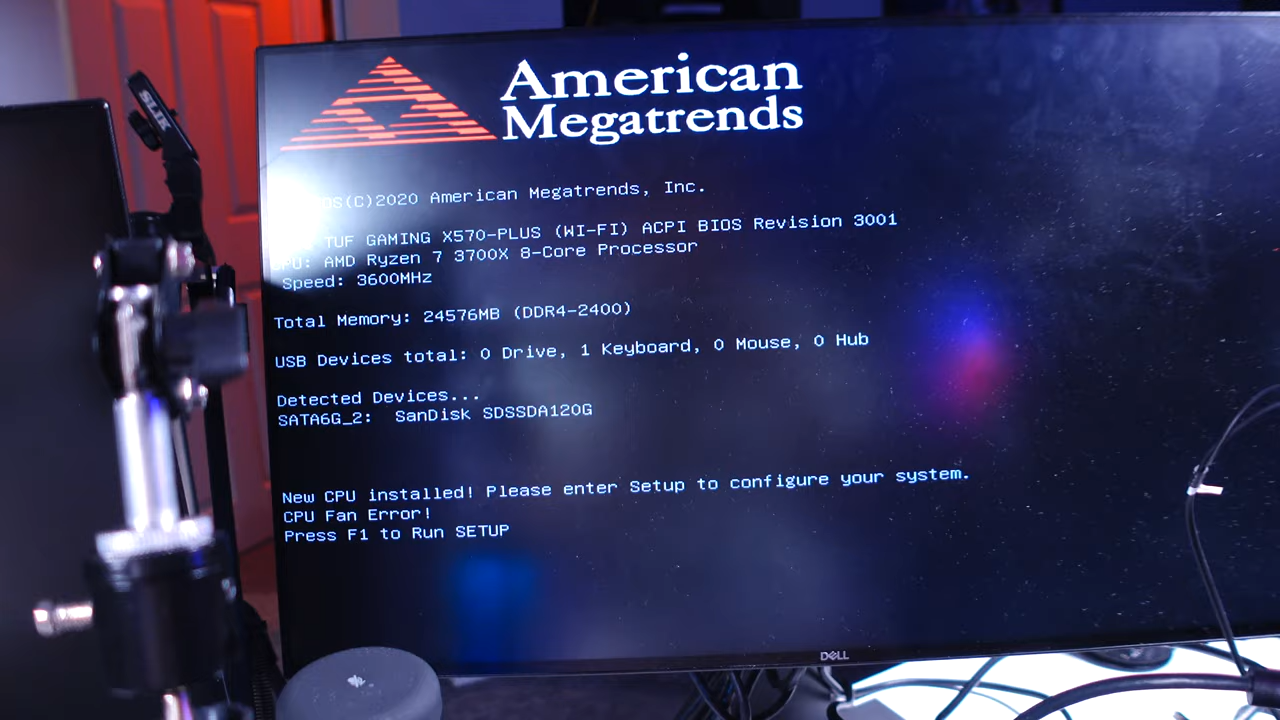 SLIK
American
Megatrends
(C)2020 American Megatrends, Inc.
TUF GAMING X570-PLUS (WI-FI) ACPI BIOS Revision 3001
CPU: AMD Ryzen 7 3700X 8-Core Processor
Speed: 3600MHz
Total Memory: 24576MB (DDR4-2400)
USB Devices total: 0 Drive, 1 Keyboard, 0 Mouse, 0 Hub
Detected Devices...
SATA6G_2: SanDisk SDSSDA120G
New CPU installed! Please enter Setup to configure your system.
CPU Fan Error!
Press F1 to Run SETUP
DELL